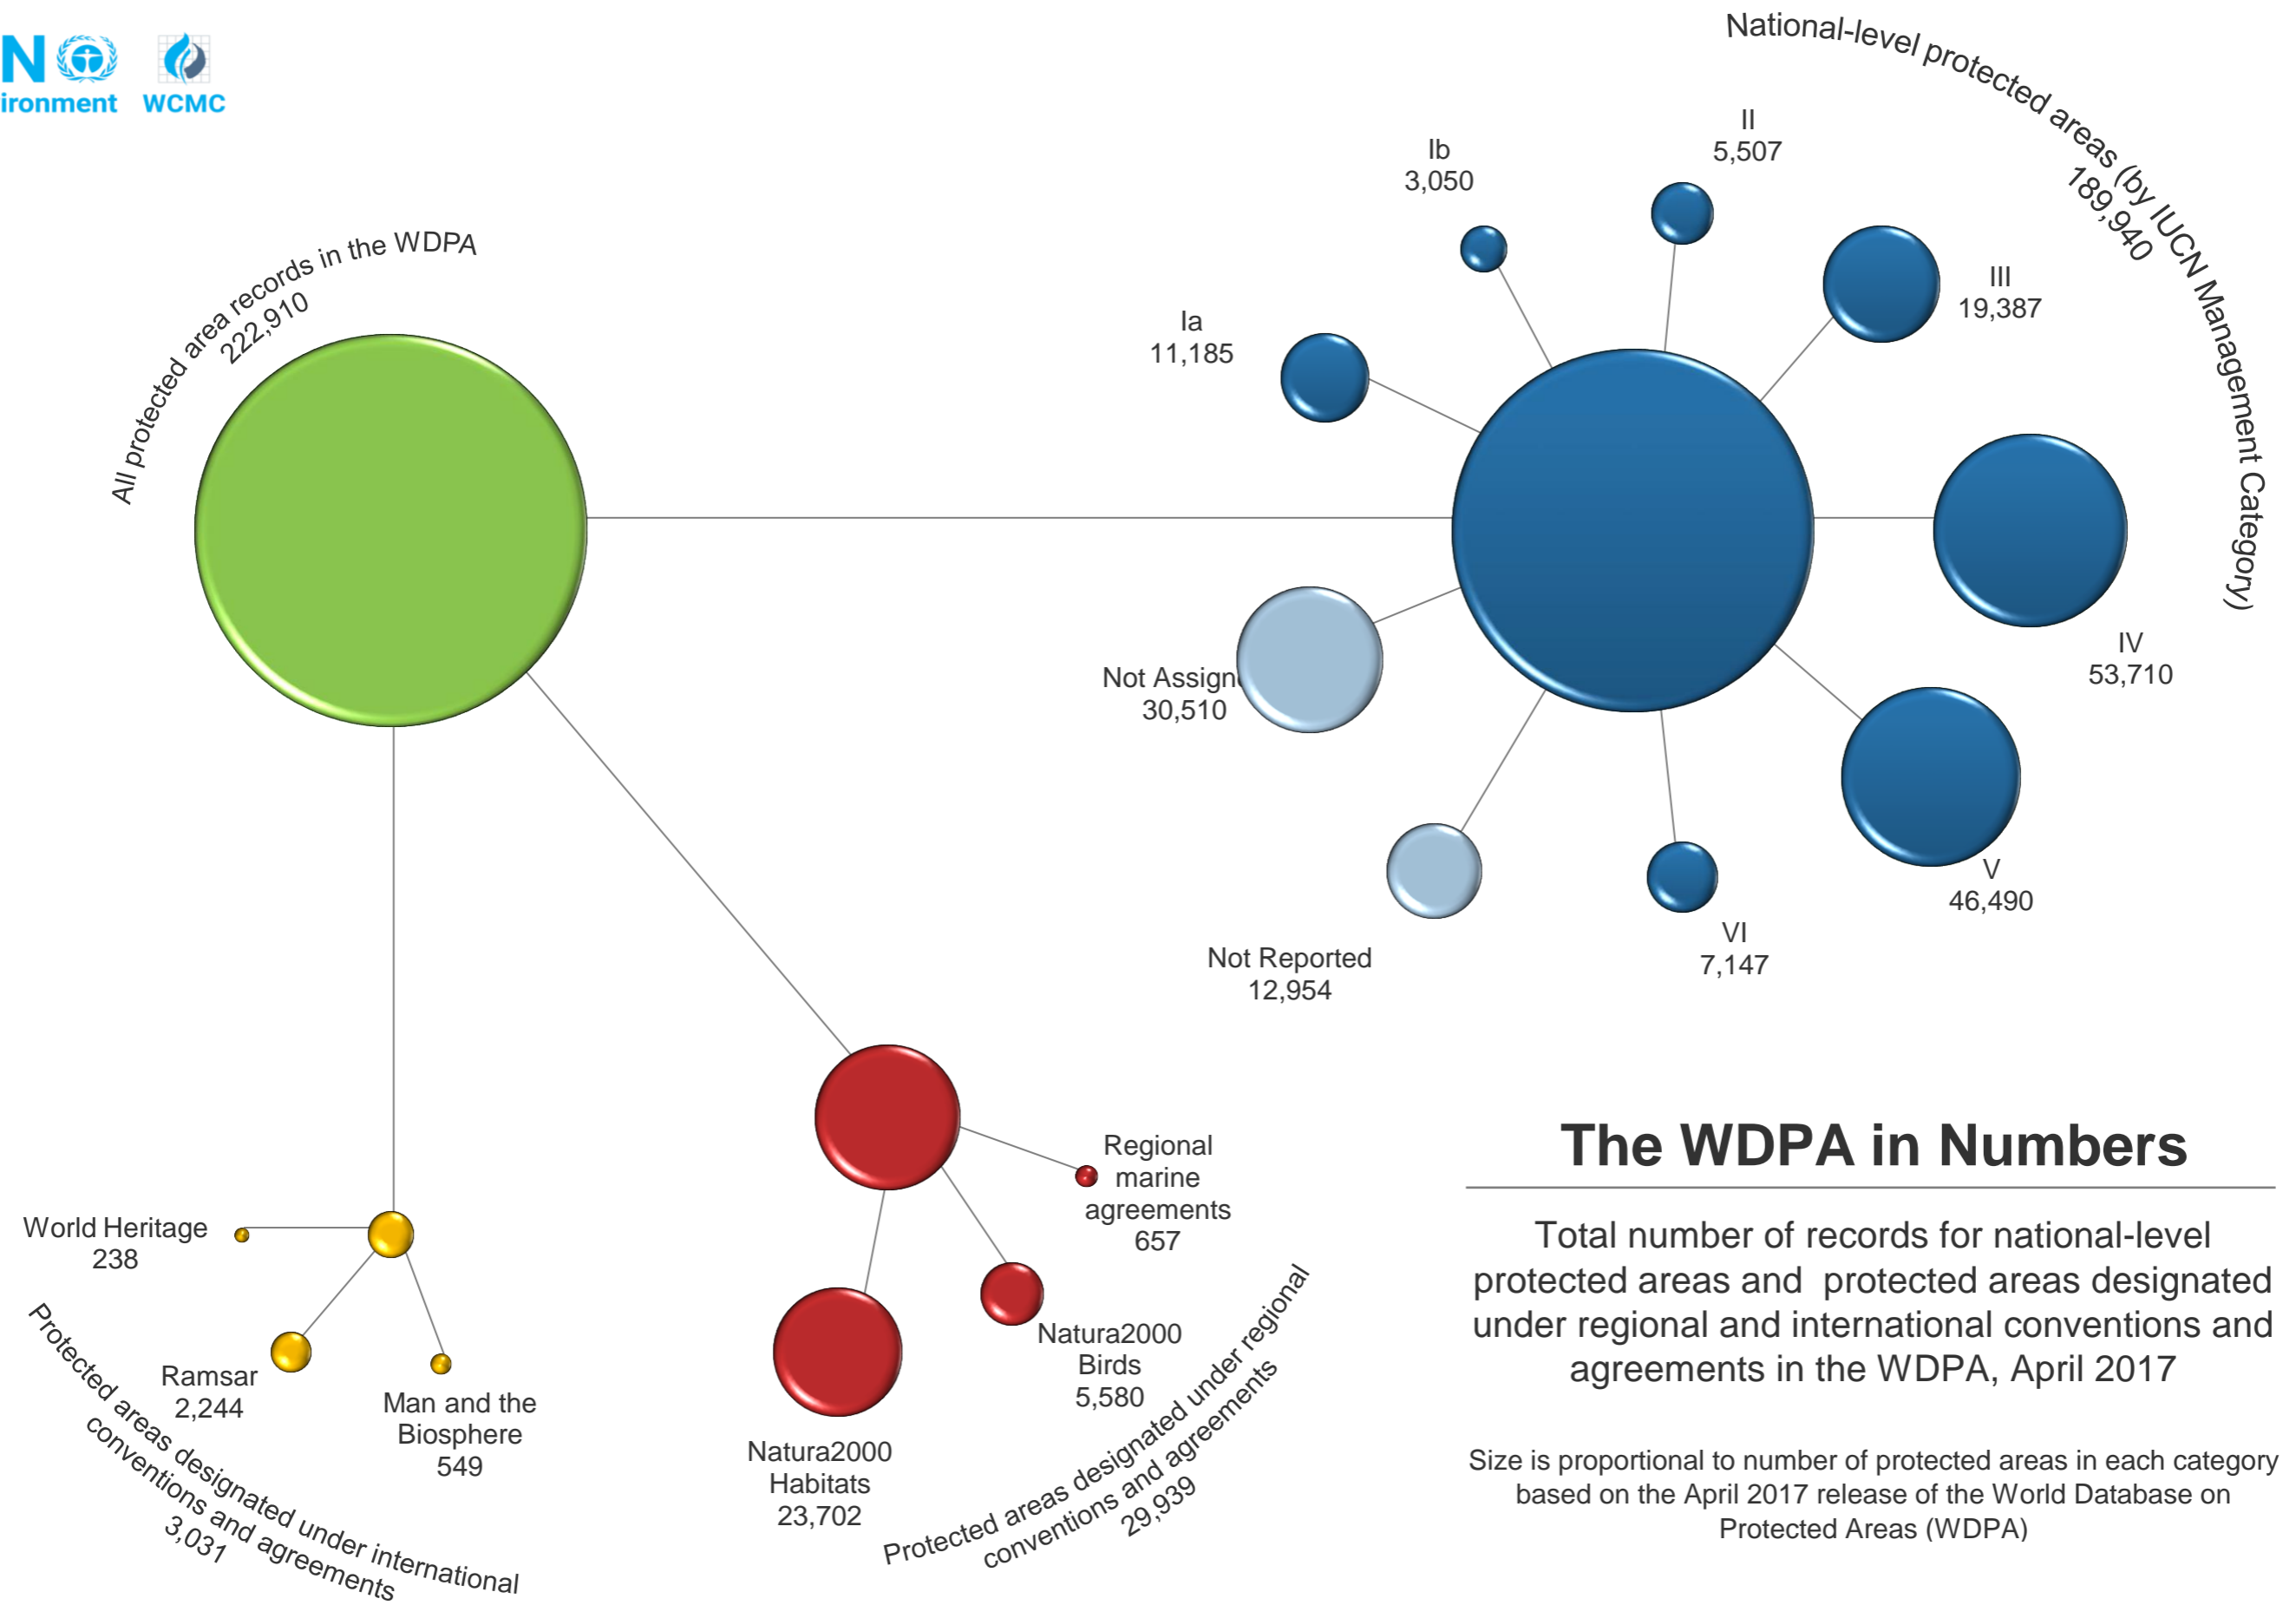 N
ironment WCMC
National-level protected areas (by IUCN Management Category)
189,940
All protected area records in the WDPA
222,910
Ia
11,185
Ib
3,050
II
5,507
III
19,387
IV
53,710
V
46,490
VI
7,147
Not Reported
12,954
Not Assign
30,510
World Heritage
238
Ramsar
2,244
Man and the
Biosphere
549
Protected areas designated under international
conventions and agreements
3,031
Regional
marine
agreements
657
Natura2000
Birds
5,580
Natura2000
Habitats
23,702
Protected areas designated under regional
conventions and agreements
29,939
The WDPA in Numbers
Total number of records for national-level
protected areas and protected areas designated
under regional and international conventions and
agreements in the WDPA, April 2017
Size is proportional to number of protected areas in each category
based on the April 2017 release of the World Database on
Protected Areas (WDPA)